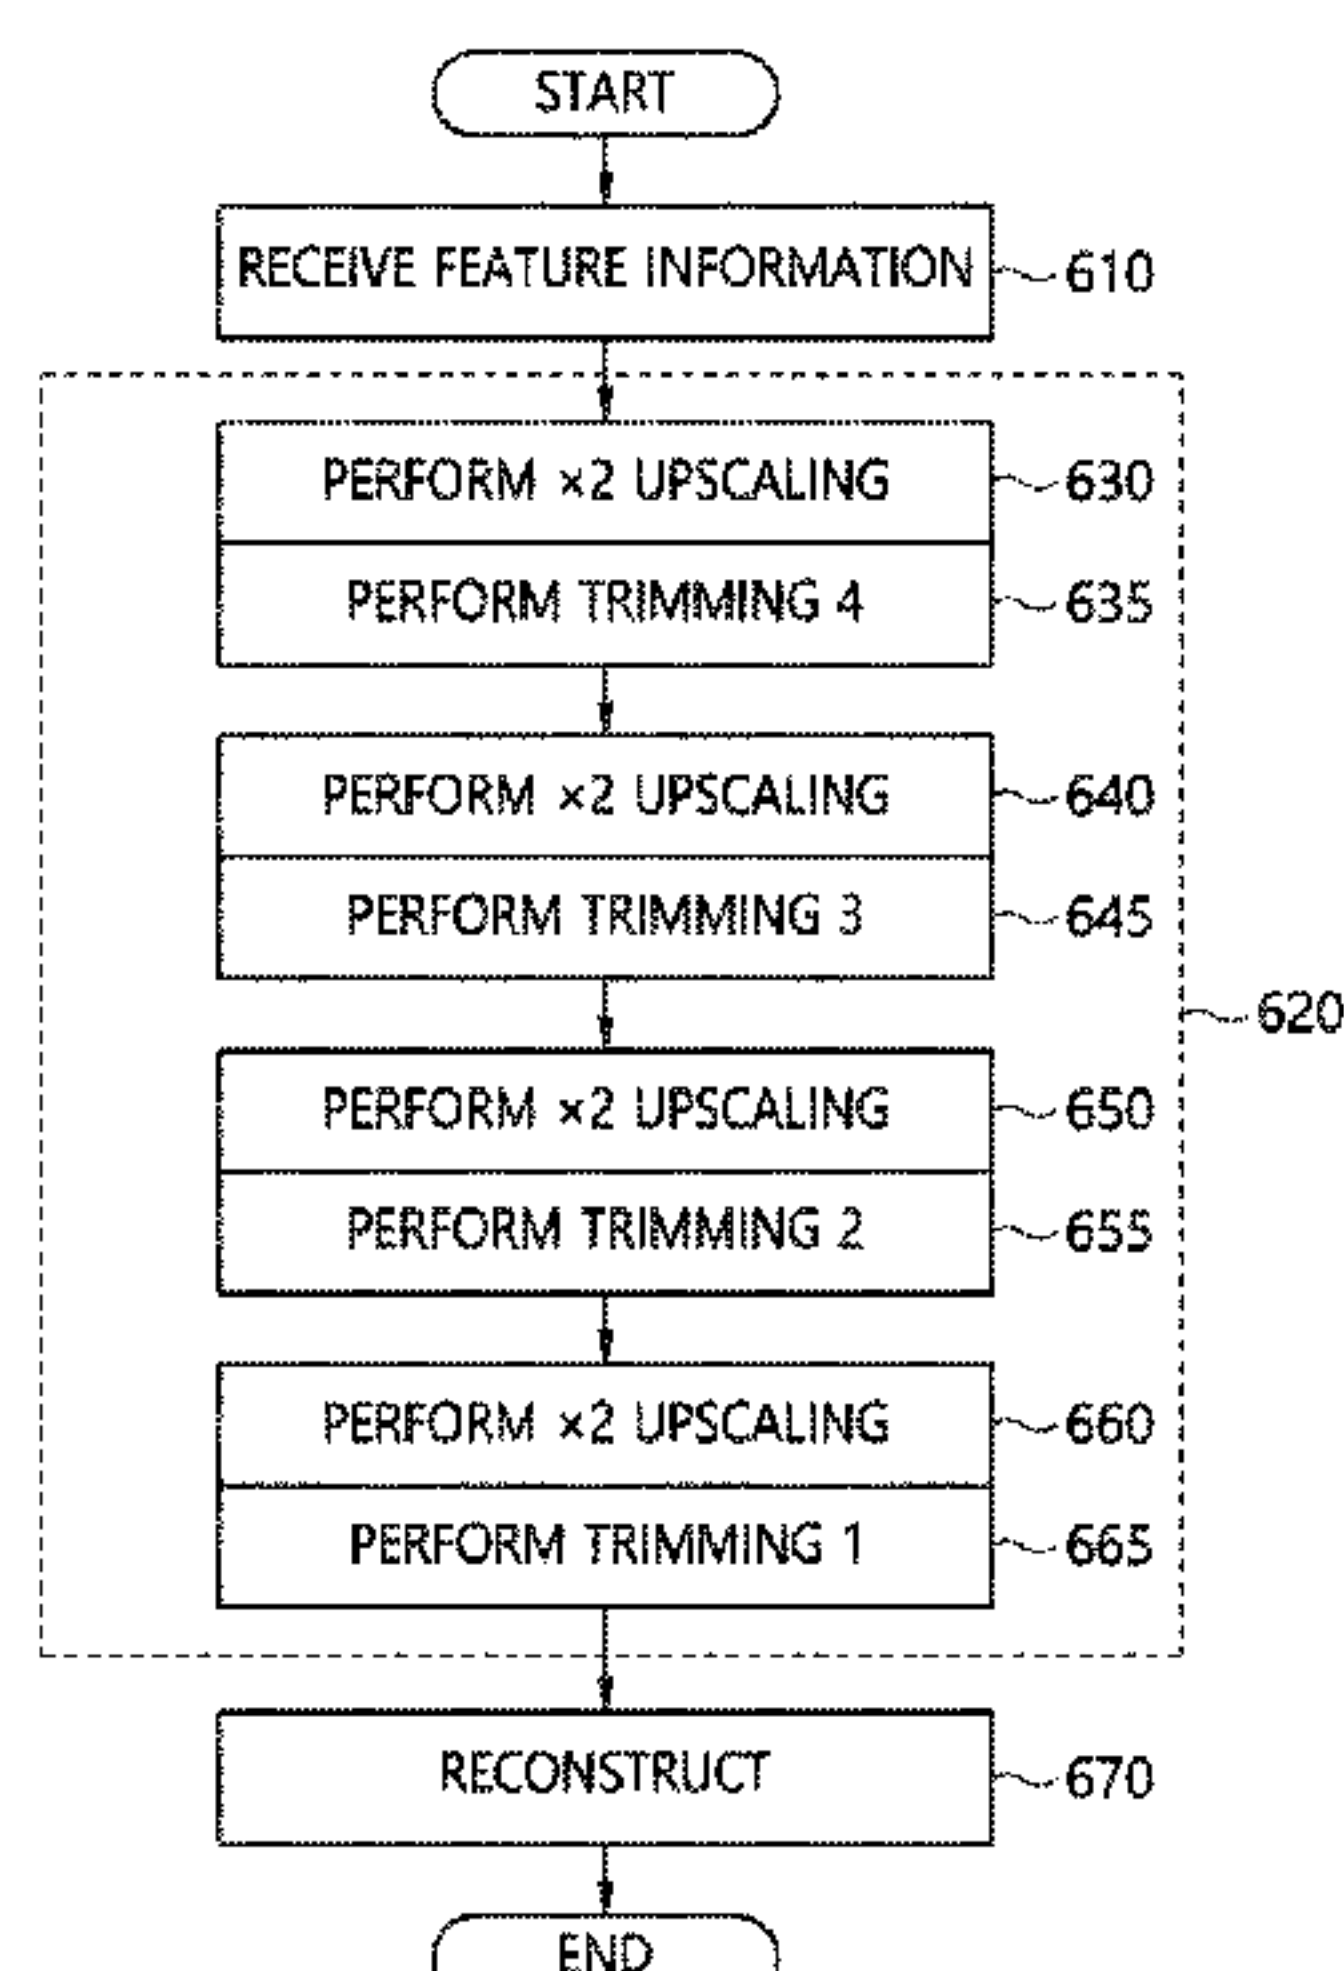 START
RECEIVE FEATURE INFORMATION 610
PERFORM ×2 UPSCALING 630
PERFORM TRIMMING 4 635
PERFORM ×2 UPSCALING 640
PERFORM TRIMMING 3 645
620
PERFORM ×2 UPSCALING 650
PERFORM TRIMMING 2 655
PERFORM ×2 UPSCALING 660
PERFORM TRIMMING 1 665
RECONSTRUCT 670
END